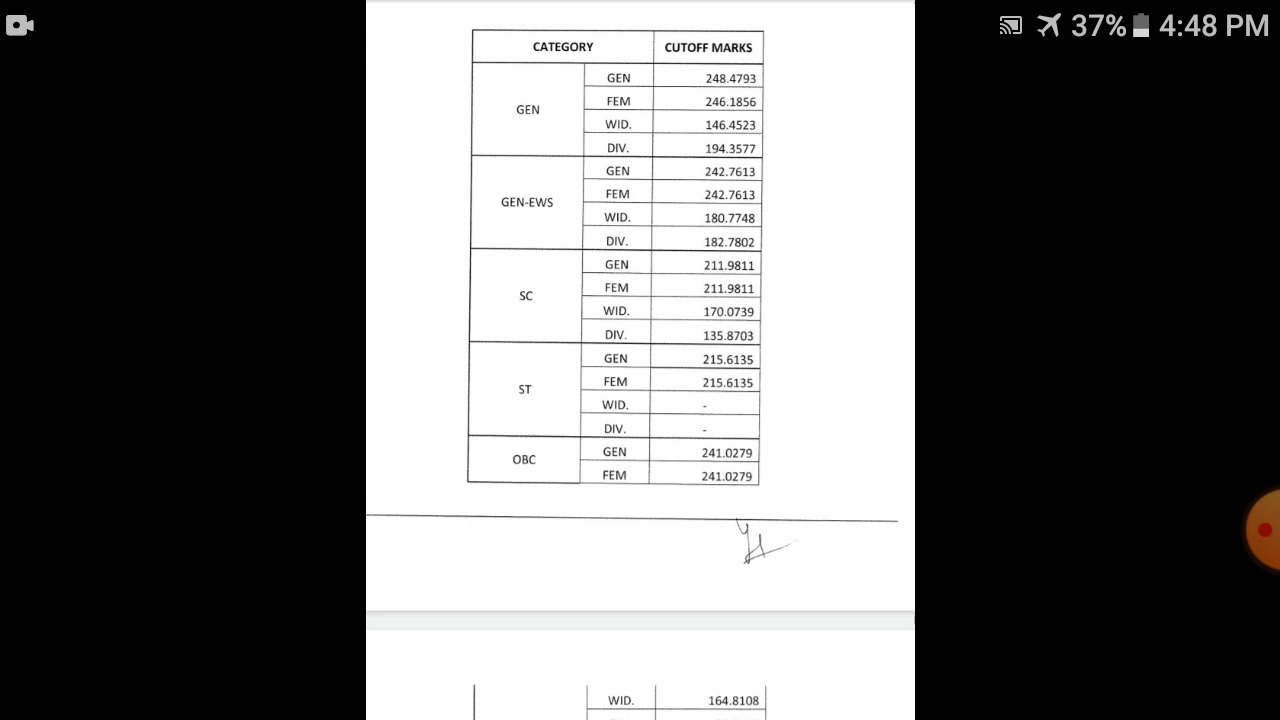 37% 4:48 PM
CATEGORY CUTOFF MARKS
GEN GEN 248.4793
FEM 246.1856
WID. 146.4523
DIV. 194.3577
GEN-EWS GEN 242.7613
FEM 242.7613
WID. 180.7748
DIV. 182.7802
SC GEN 211.9811
FEM 211.9811
WID. 170.0739
DIV. 135.8703
ST GEN 215.6135
FEM 215.6135
WID. -
DIV. -
OBC GEN 241.0279
FEM 241.0279
WID. 164.8108